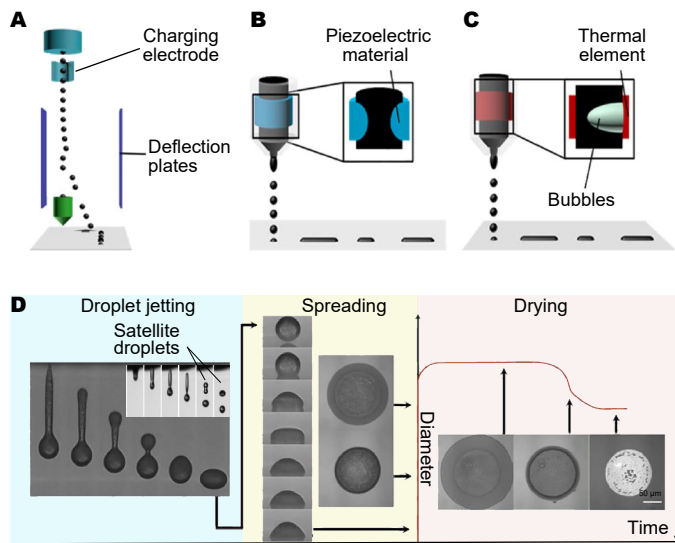 A
Charging
electrode
Deflection
plates
B
Piezoelectric
material
C
Thermal
element
Bubbles
D
Droplet jetting
Satellite
droplets
Spreading
Drying
Diameter
50 µm
Time